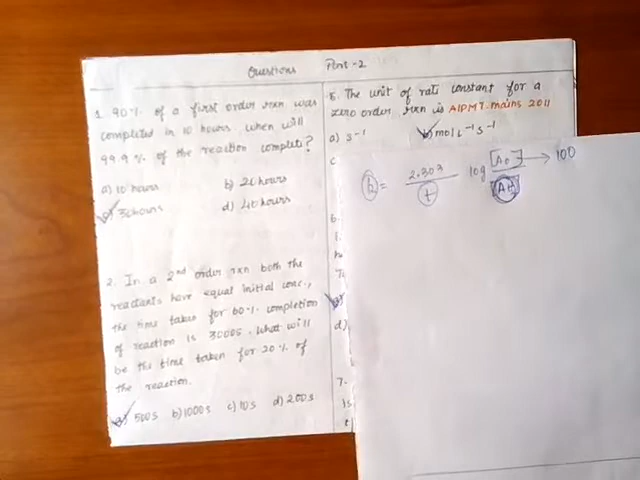 Questions Part-2
1. 90% of a first order rxn was
completed in 10 hours when will
99.9% of the reaction complete?
a) 10 hours b) 20 hours
c) 30 hours d) 40 hours
2. In a 2nd order rxn both the
reactants have equal initial conc.,
the time taken for 60% completion
of reaction is 3000s. What will
be the time taken for 20% of
the reaction.
a) 500s b) 1000s c) 10s d) 200s
5. The unit of rate constant for a
zero order rxn is AIPMT-mains 2011
a) s⁻¹ b) mol L⁻¹ s⁻¹
c
6.
d)
7.
k = 2.303 / t log [A₀] / [At] → 100